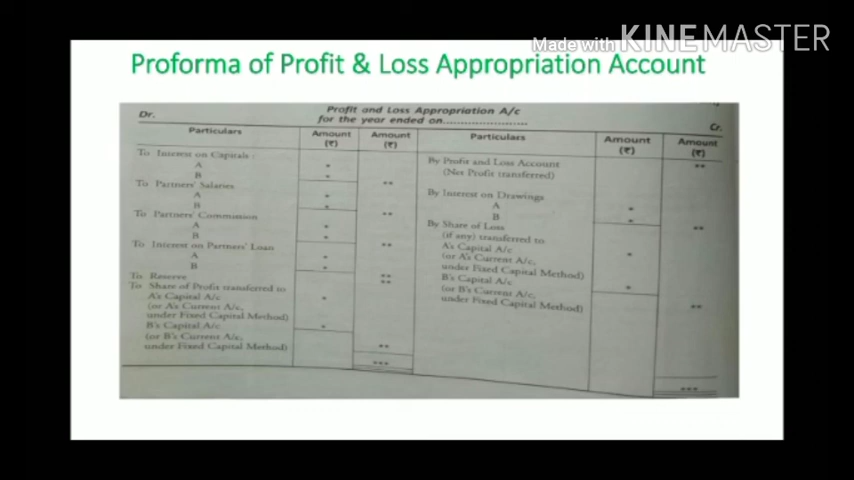 Made with KINEMASTER
Proforma of Profit & Loss Appropriation Account
Profit and Loss Appropriation A/c
Dr.
for the year ended on........................
Cr.
Particulars
Amount
(₹)
Amount
(₹)
Particulars
Amount
(₹)
Amount
(₹)
To Interest on Capitals :
A
*
B
*
**
To Partners' Salaries
A
*
B
*
**
To Partners' Commission
A
*
B
*
**
To Interest on Partners' Loan
A
*
B
*
**
To Reserve
**
To Share of Profit transferred to
A's Capital A/c
*
(or A's Current A/c,
under Fixed Capital Method)
B's Capital A/c
*
(or B's Current A/c,
under Fixed Capital Method)
**
***
By Profit and Loss Account
**
(Net Profit transferred)
By Interest on Drawings
A
*
B
*
**
By Share of Loss
(if any) transferred to
A's Capital A/c
*
(or A's Current A/c,
under Fixed Capital Method)
B's Capital A/c
*
(or B's Current A/c,
under Fixed Capital Method)
**
***